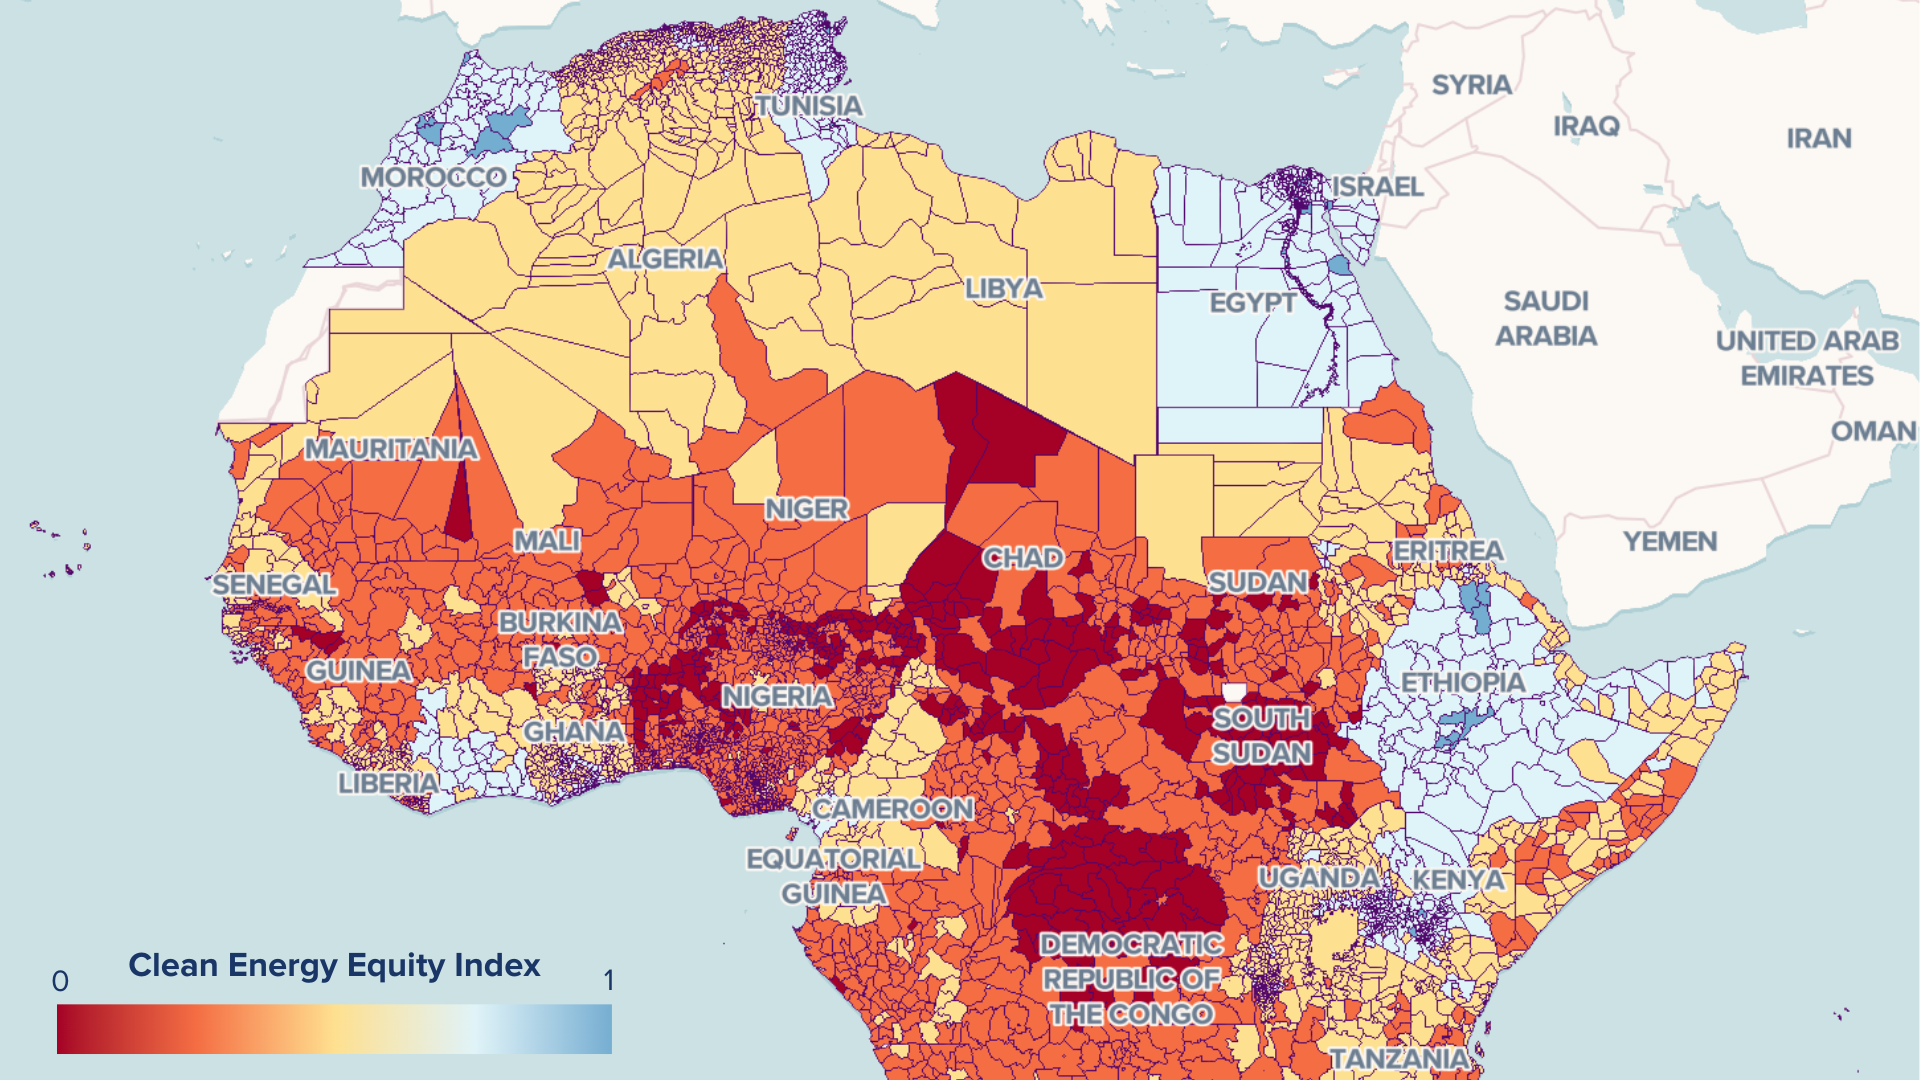 SYRIA
TUNISIA
IRAQ
IRAN
MOROCCO
ISRAEL
ALGERIA
LIBYA
EGYPT
SAUDI
ARABIA
UNITED ARAB
EMIRATES
OMAN
MAURITANIA
NIGER
MALI
CHAD
ERITREA
YEMEN
SENEGAL
SUDAN
BURKINA
FASO
GUINEA
NIGERIA
ETHIOPIA
GHANA
SOUTH
SUDAN
LIBERIA
CAMEROON
EQUATORIAL
GUINEA
UGANDA
KENYA
DEMOCRATIC
REPUBLIC OF
THE CONGO
TANZANIA
Clean Energy Equity Index
0 1